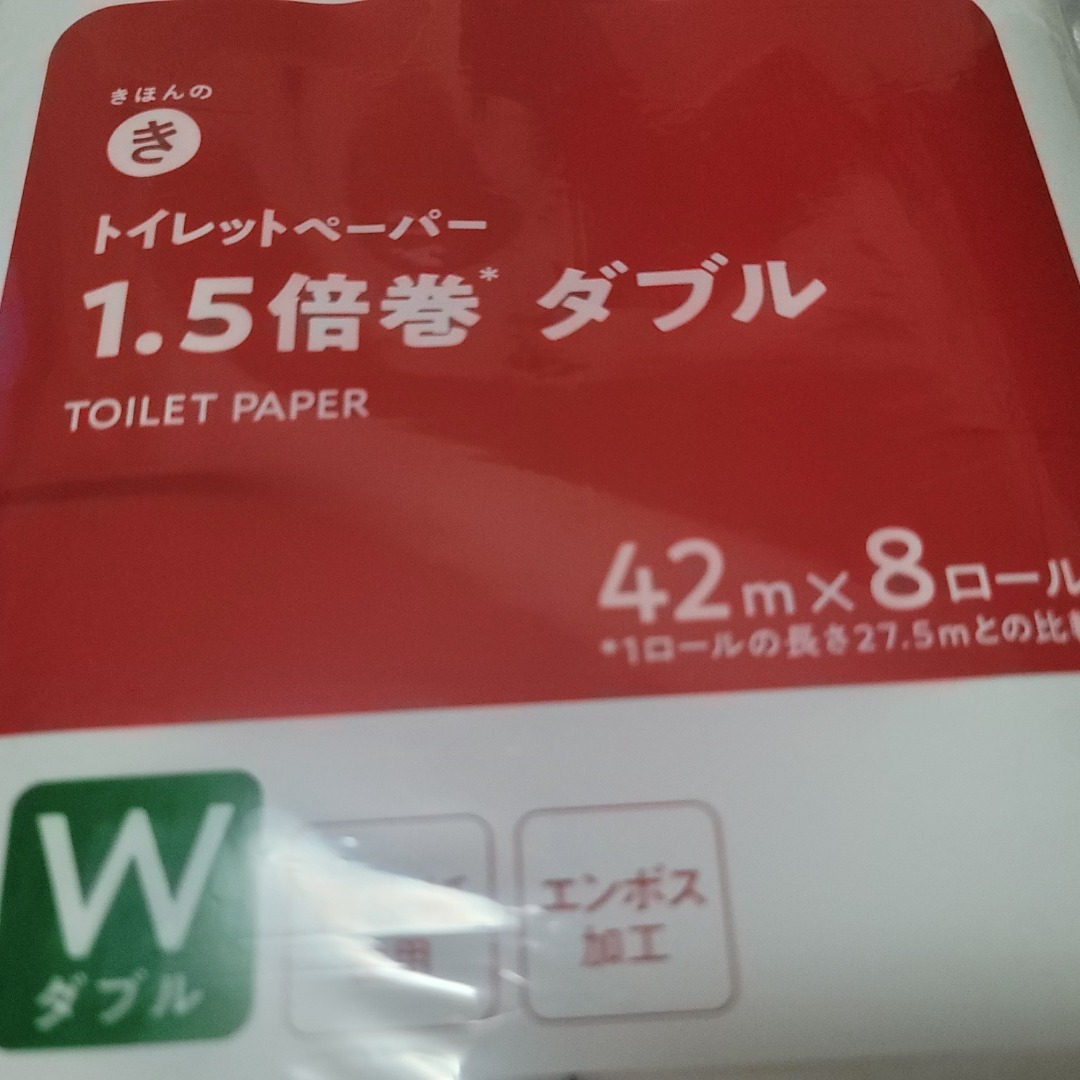 きほんの
き
トイレットペーパー
1.5倍巻* ダブル
TOILET PAPER
42m×8ロール
*1ロールの長さ27.5mとの比較
W
ダブル
エンボス
加工